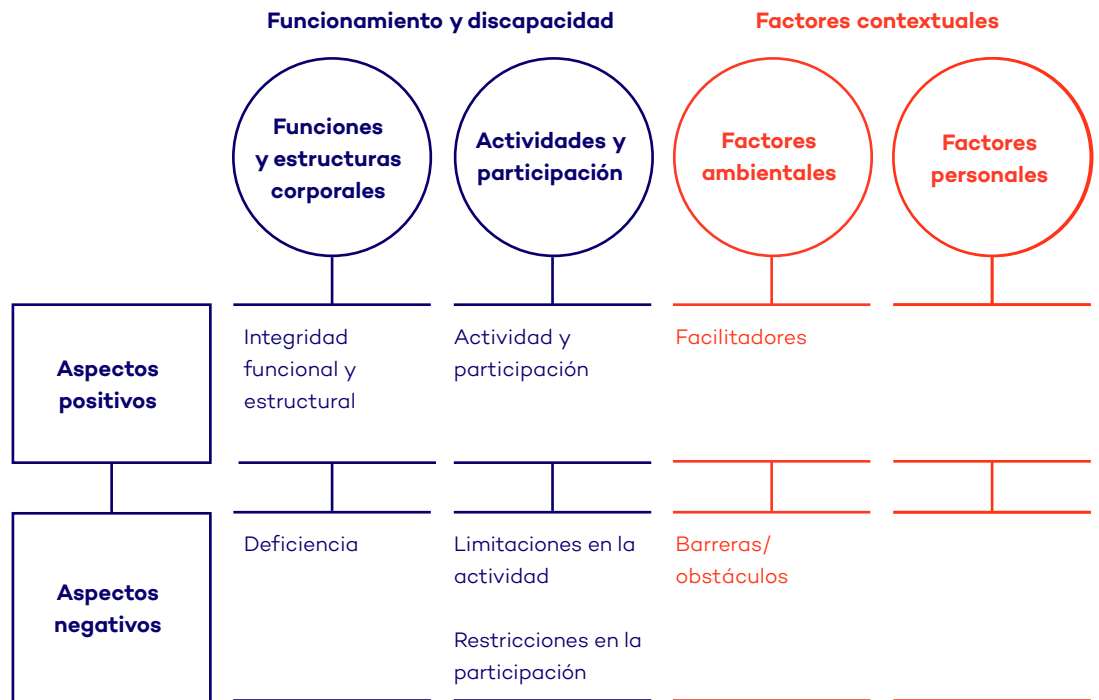 Funcionamiento y discapacidad
Factores contextuales
Funciones
y estructuras
corporales
Actividades y
participación
Factores
ambientales
Factores
personales
Aspectos
positivos
Integridad
funcional y
estructural
Actividad y
participación
Facilitadores
Aspectos
negativos
Deficiencia
Limitaciones en la
actividad
Restricciones en la
participación
Barreras/
obstáculos